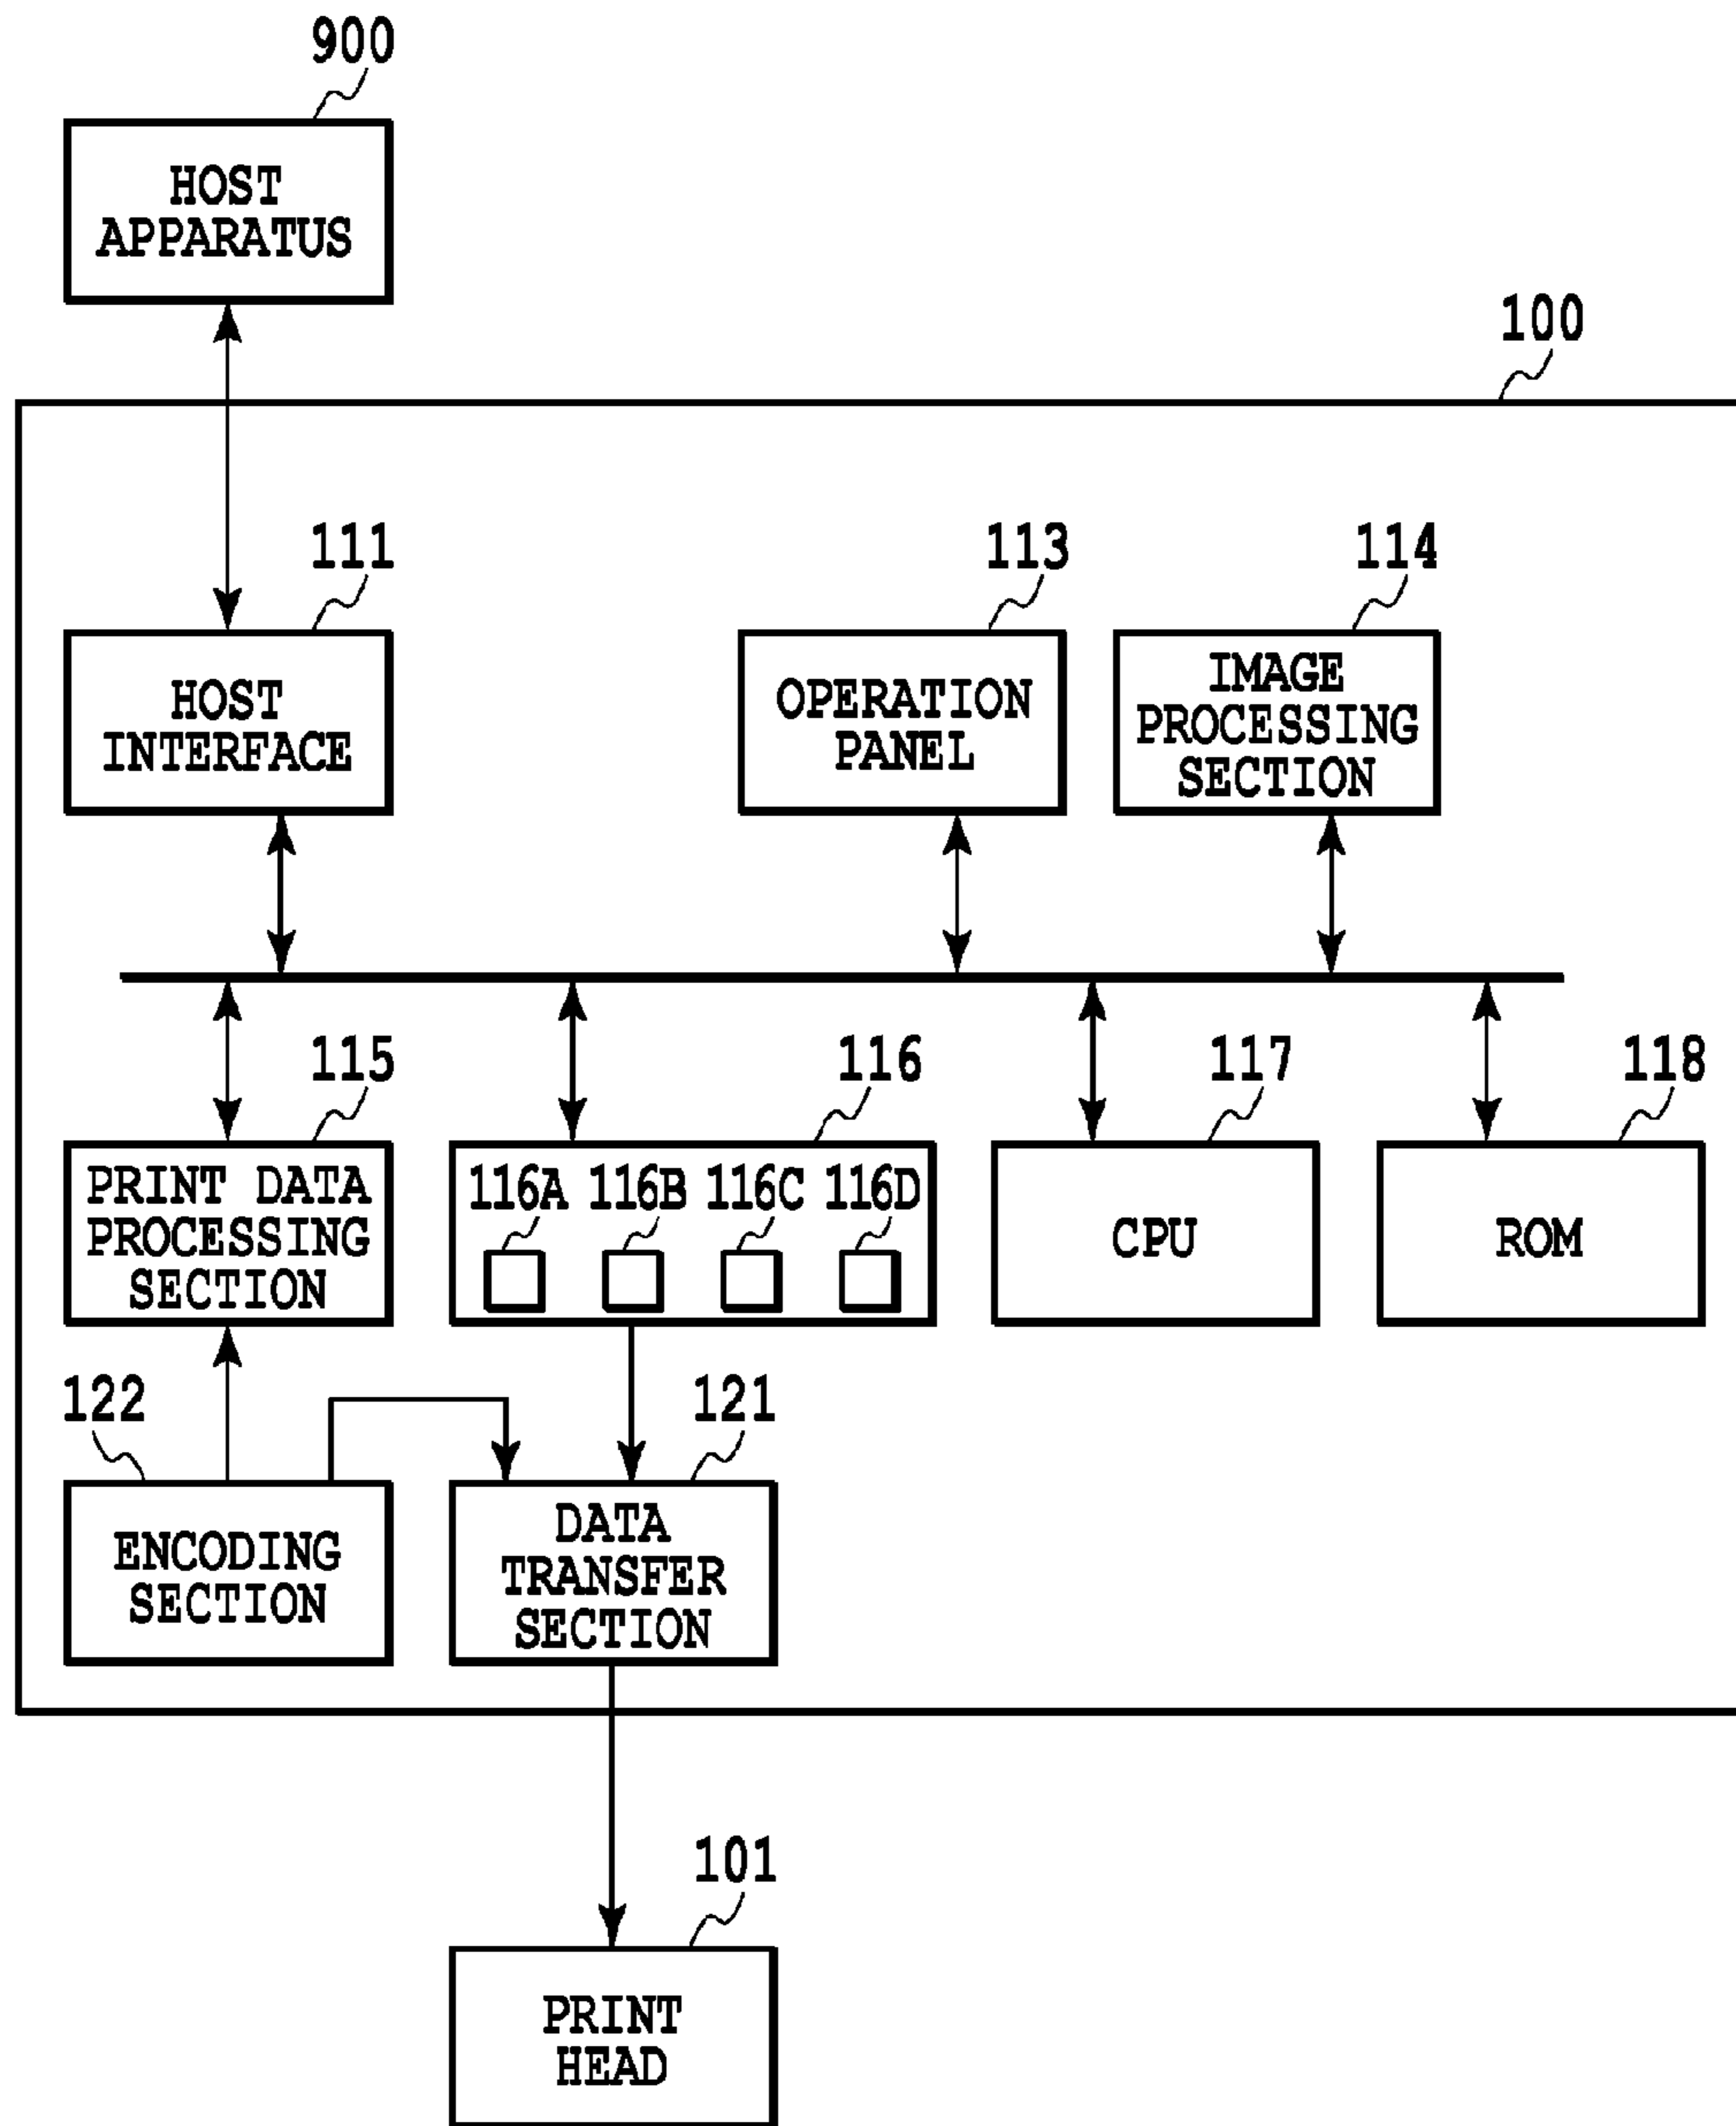 900
HOST
APPARATUS
100
111
113
114
HOST
INTERFACE
OPERATION
PANEL
IMAGE
PROCESSING
SECTION
115
116
117
118
PRINT DATA
PROCESSING
SECTION
116A 116B 116C 116D
CPU
ROM
122
121
ENCODING
SECTION
DATA
TRANSFER
SECTION
101
PRINT
HEAD